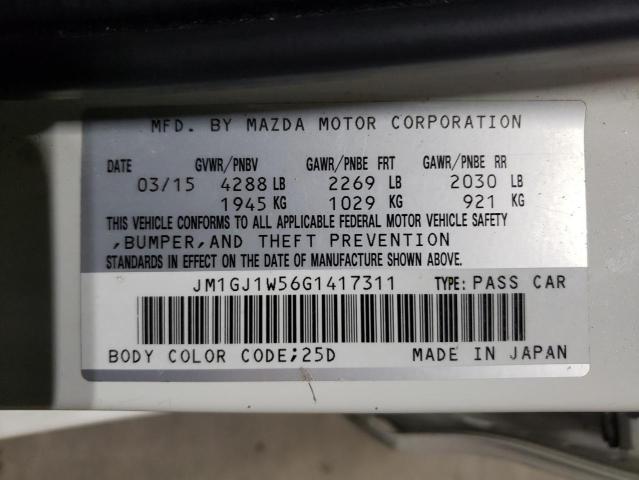 MFD. BY MAZDA MOTOR CORPORATION
DATE GVWR/PNBV GAWR/PNBE FRT GAWR/PNBE RR
03/15 4288 LB 2269 LB 2030 LB
1945 KG 1029 KG 921 KG
THIS VEHICLE CONFORMS TO ALL APPLICABLE FEDERAL MOTOR VEHICLE SAFETY
,BUMPER,AND THEFT PREVENTION
STANDARDS IN EFFECT ON THE DATE OF MANUFACTURE SHOWN ABOVE.
JM1GJ1W56G1417311 TYPE: PASS CAR
BODY COLOR CODE;25D MADE IN JAPAN